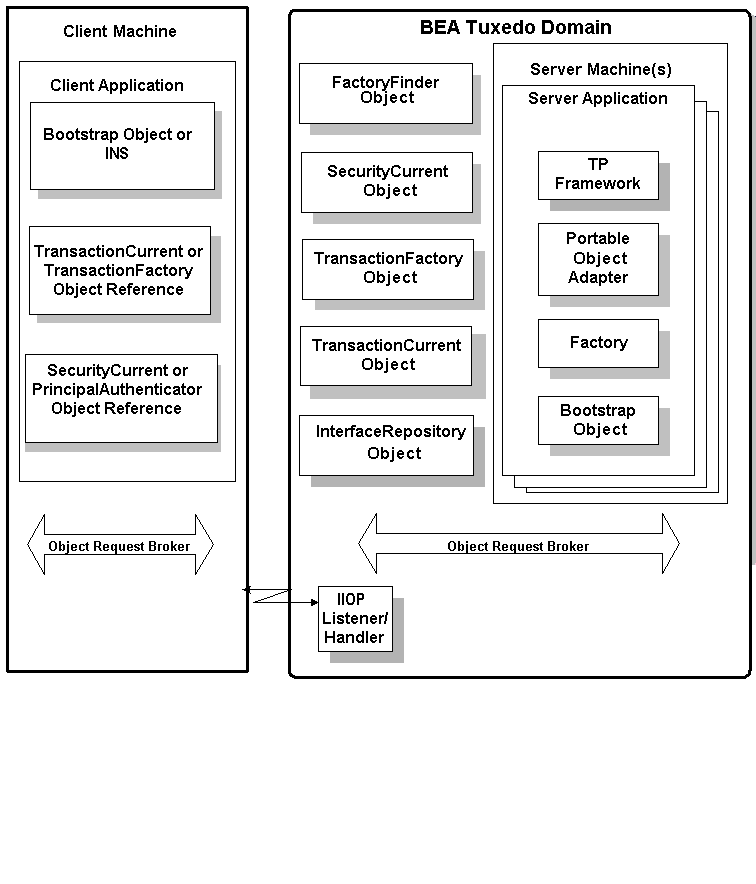 Client Machine
Client Application
Bootstrap Object or
INS
TransactionCurrent or
TransactionFactory
Object Reference
SecurityCurrent or
PrincipalAuthenticator
Object Reference
Object Request Broker
BEA Tuxedo Domain
FactoryFinder
Object
SecurityCurrent
Object
TransactionFactory
Object
TransactionCurrent
Object
InterfaceRepository
Object
Server Machine(s)
Server Application
TP
Framework
Portable
Object
Adapter
Factory
Bootstrap
Object
Object Request Broker
IIOP
Listener/
Handler